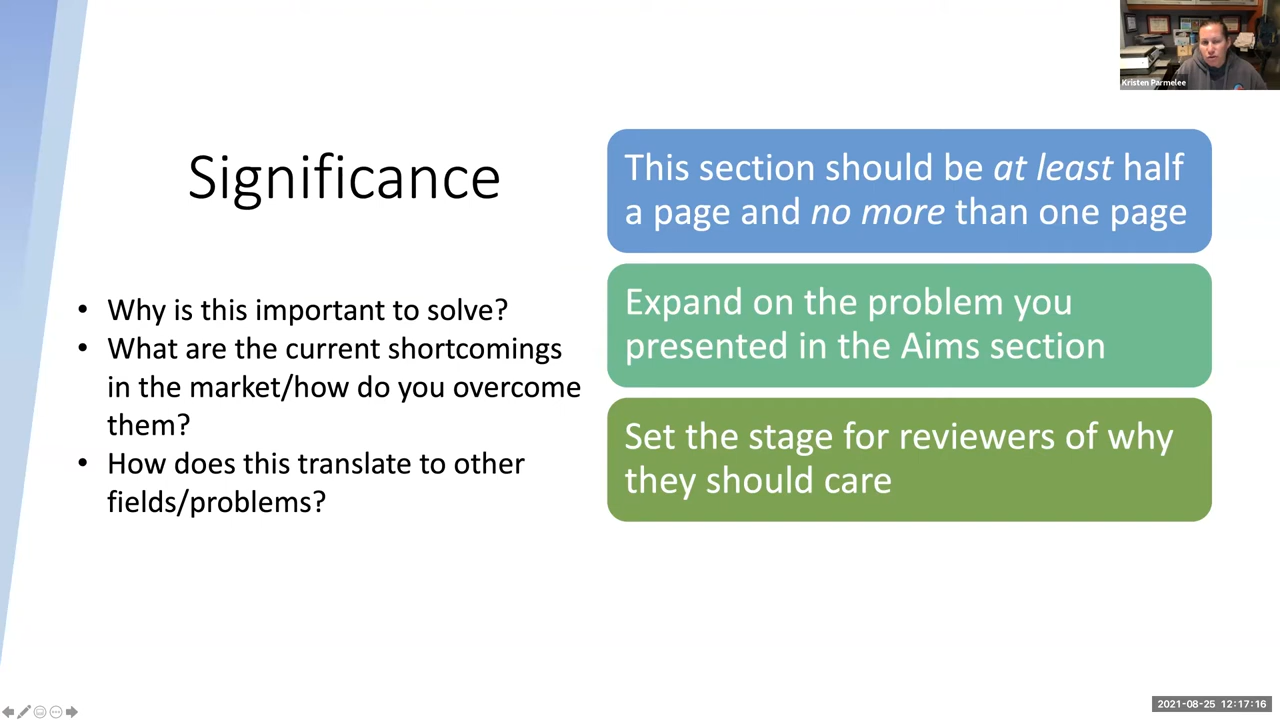 Kristen Parmelee
Significance
• Why is this important to solve?
• What are the current shortcomings
in the market/how do you overcome
them?
• How does this translate to other
fields/problems?
This section should be at least half
a page and no more than one page
Expand on the problem you
presented in the Aims section
Set the stage for reviewers of why
they should care
2021-08-25 12:17:16